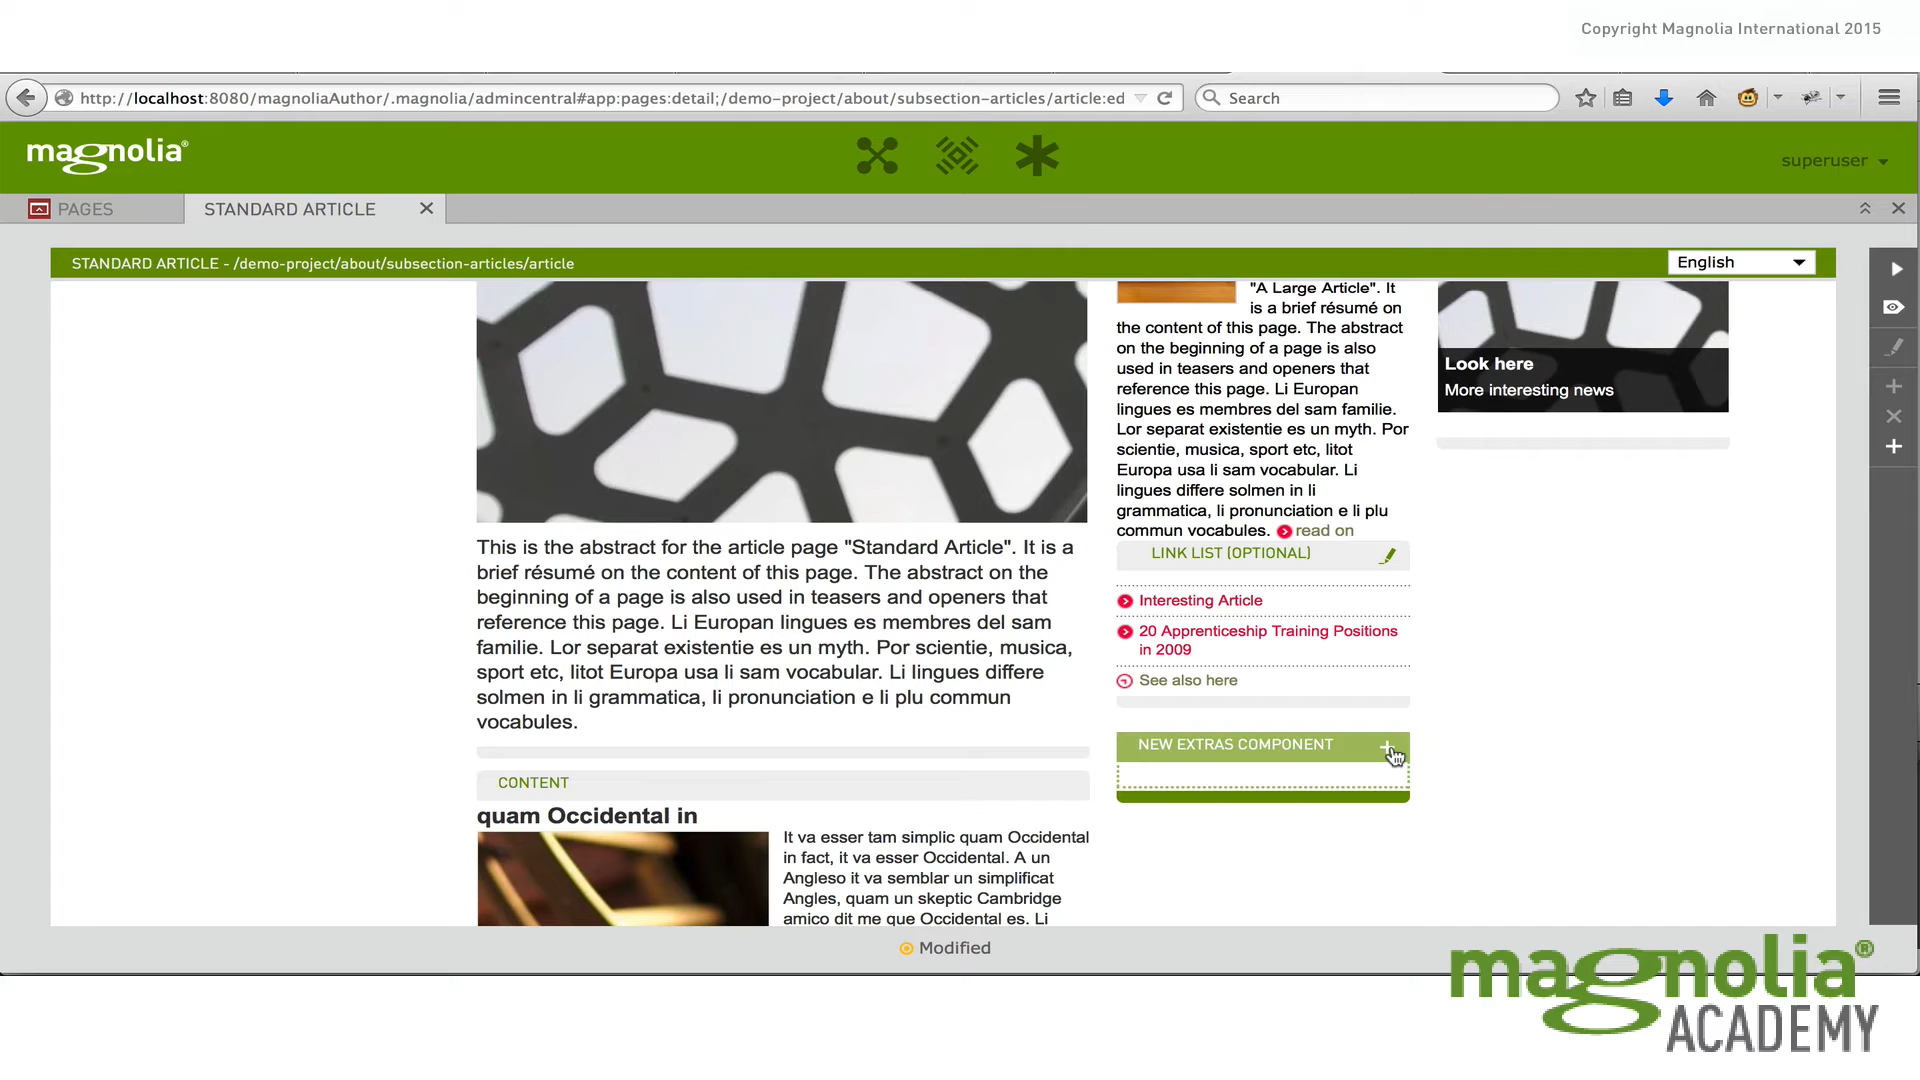 Copyright Magnolia International 2015
http://localhost:8080/magnoliaAuthor/.magnolia/admincentral#app:pages:detail;/demo-project/about/subsection-articles/article:ed
Search
magnolia®
superuser
PAGES
STANDARD ARTICLE
STANDARD ARTICLE - /demo-project/about/subsection-articles/article
English
This is the abstract for the article page "Standard Article". It is a
brief résumé on the content of this page. The abstract on the
beginning of a page is also used in teasers and openers that
reference this page. Li Europan lingues es membres del sam
familie. Lor separat existentie es un myth. Por scientie, musica,
sport etc, litot Europa usa li sam vocabular. Li lingues differe
solmen in li grammatica, li pronunciation e li plu commun
vocabules.
CONTENT
quam Occidental in
It va esser tam simplic quam Occidental
in fact, it va esser Occidental. A un
Angleso it va semblar un simplificat
Angles, quam un skeptic Cambridge
amico dit me que Occidental es. Li
"A Large Article". It
is a brief résumé on
the content of this page. The abstract
on the beginning of a page is also
used in teasers and openers that
reference this page. Li Europan
lingues es membres del sam familie.
Lor separat existentie es un myth. Por
scientie, musica, sport etc, litot
Europa usa li sam vocabular. Li
lingues differe solmen in li
grammatica, li pronunciation e li plu
commun vocabules. read on
LINK LIST (OPTIONAL)
Interesting Article
20 Apprenticeship Training Positions
in 2009
See also here
NEW EXTRAS COMPONENT
Look here
More interesting news
Modified
magnolia®
ACADEMY